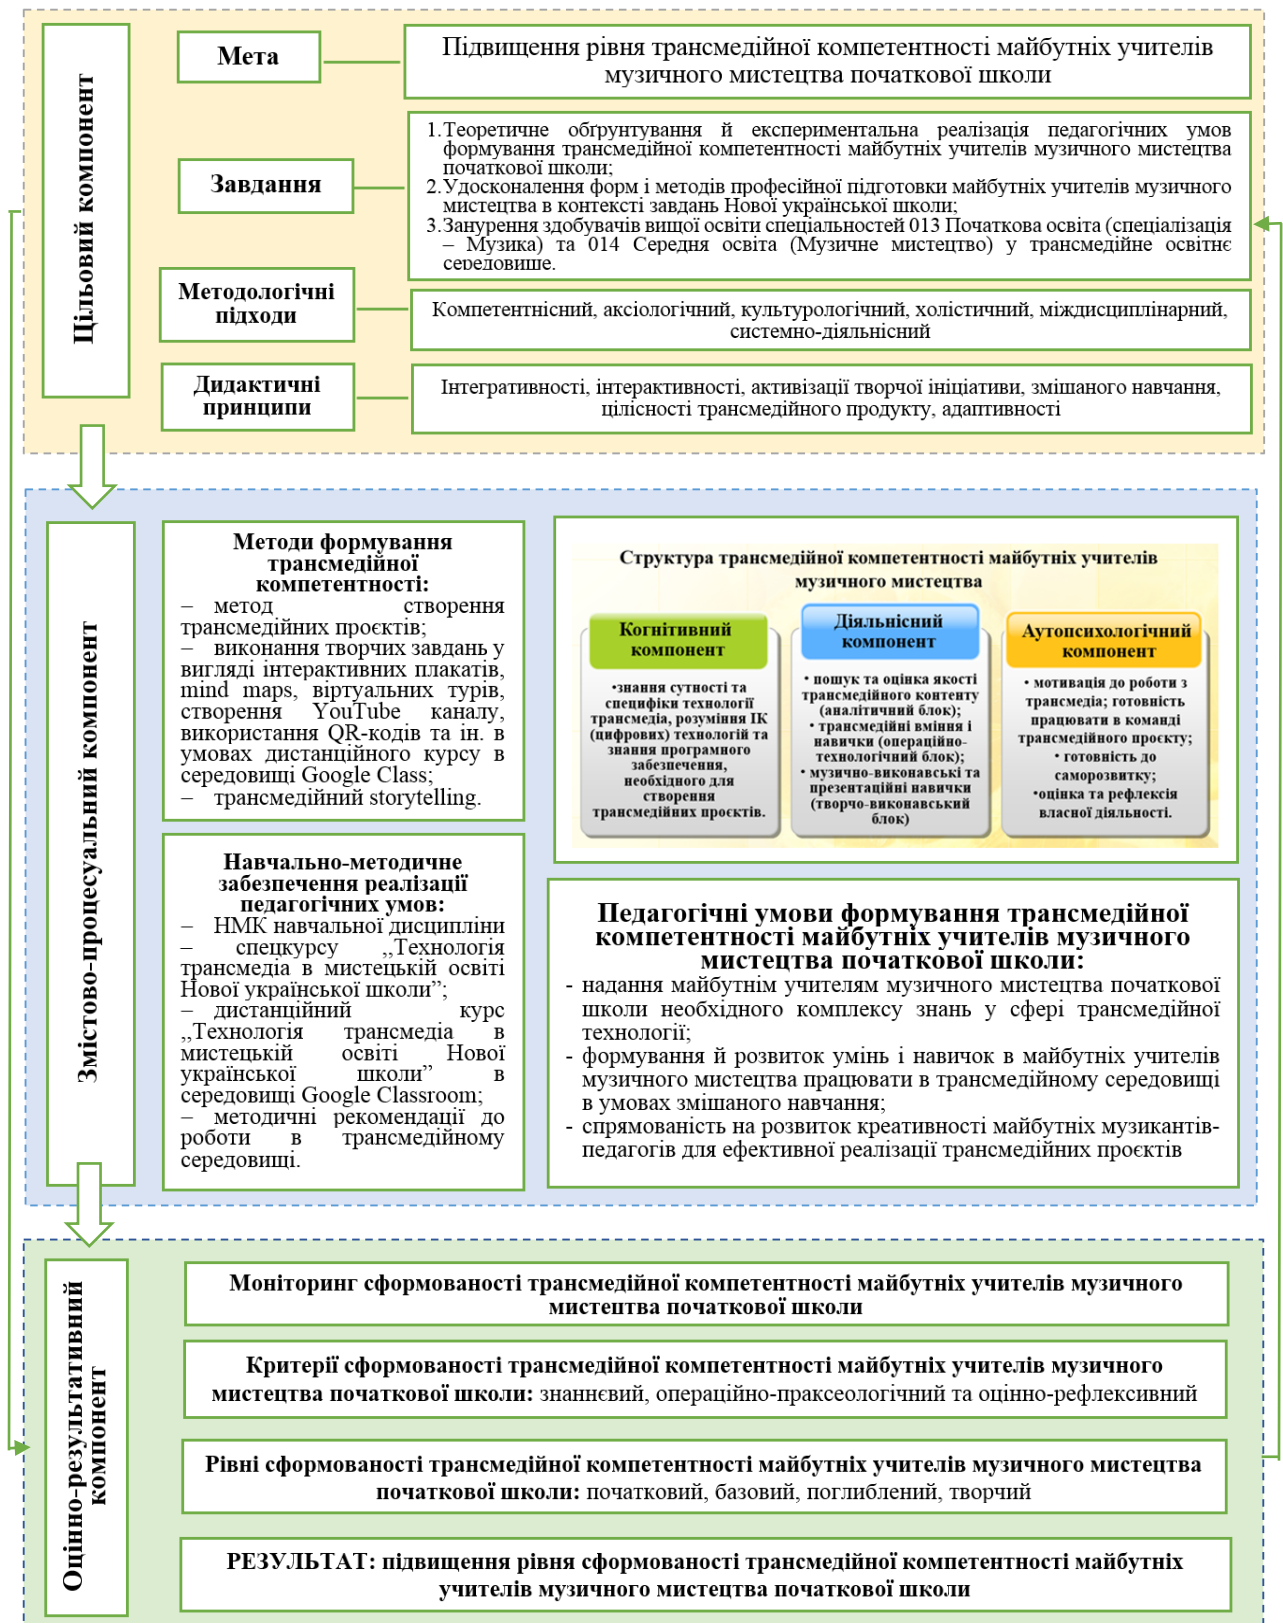 Цільовий компонент
Мета
Підвищення рівня трансмедійної компетентності майбутніх учителів
музичного мистецтва початкової школи
Завдання
1.Теоретичне обґрунтування й експериментальна реалізація педагогічних умов
формування трансмедійної компетентності майбутніх учителів музичного мистецтва
початкової школи;
2.Удосконалення форм і методів професійної підготовки майбутніх учителів музичного
мистецтва в контексті завдань Нової української школи;
3.Занурення здобувачів вищої освіти спеціальностей 013 Початкова освіта (спеціалізація
– Музика) та 014 Середня освіта (Музичне мистецтво) у трансмедійне освітнє
середовище.
Методологічні
підходи
Компетентнісний, аксіологічний, культурологічний, холістичний, міждисциплінарний,
системно-діяльнісний
Дидактичні
принципи
Інтегративності, інтерактивності, активізації творчої ініціативи, змішаного навчання,
цілісності трансмедійного продукту, адаптивності
Змістово-процесуальний компонент
Методи формування
трансмедійної
компетентності:
– метод створення
трансмедійних проєктів;
– виконання творчих завдань у
вигляді інтерактивних плакатів,
mind maps, віртуальних турів,
створення YouTube каналу,
використання QR-кодів та ін. в
умовах дистанційного курсу в
середовищі Google Class;
– трансмедійний storytelling.
Навчально-методичне
забезпечення реалізації
педагогічних умов:
– НМК навчальної дисципліни
– спецкурсу ,,Технологія
трансмедіа в мистецькій освіті
Нової української школи”;
– дистанційний курс
,,Технологія трансмедіа в
мистецькій освіті Нової
української школи” в
середовищі Google Classroom;
– методичні рекомендації до
роботи в трансмедійному
середовищі.
Структура трансмедійної компетентності майбутніх учителів
музичного мистецтва
Когнітивний
компонент
•знання сутності та
специфіки технології
трансмедіа, розуміння ІК
(цифрових) технологій та
знання програмного
забезпечення,
необхідного для
створення
трансмедійних проєктів.
Діяльнісний
компонент
• пошук та оцінка якості
трансмедійного контенту
(аналітичний блок);
• трансмедійні вміння і
навички (операційно-
технологічний блок);
• музично-виконавські та
презентаційні навички
(творчо-виконавський
блок)
Аутопсихологічний
компонент
• мотивація до роботи з
трансмедіа; готовність
працювати в команді
трансмедійного проєкту;
• готовність до
саморозвитку;
•оцінка та рефлексія
власної діяльності.
Педагогічні умови формування трансмедійної
компетентності майбутніх учителів музичного
мистецтва початкової школи:
- надання майбутнім учителям музичного мистецтва початкової
школи необхідного комплексу знань у сфері трансмедійної
технології;
- формування й розвиток умінь і навичок в майбутніх учителів
музичного мистецтва працювати в трансмедійному середовищі
в умовах змішаного навчання;
- спрямованість на розвиток креативності майбутніх музикантів-
педагогів для ефективної реалізації трансмедійних проєктів
Оцінно-результативний
компонент
Моніторинг сформованості трансмедійної компетентності майбутніх учителів музичного
мистецтва початкової школи
Критерії сформованості трансмедійної компетентності майбутніх учителів музичного
мистецтва початкової школи: знаннєвий, операційно-праксеологічний та оцінно-рефлексивний
Рівні сформованості трансмедійної компетентності майбутніх учителів музичного мистецтва
початкової школи: початковий, базовий, поглиблений, творчий
РЕЗУЛЬТАТ: підвищення рівня сформованості трансмедійної компетентності майбутніх
учителів музичного мистецтва початкової школи